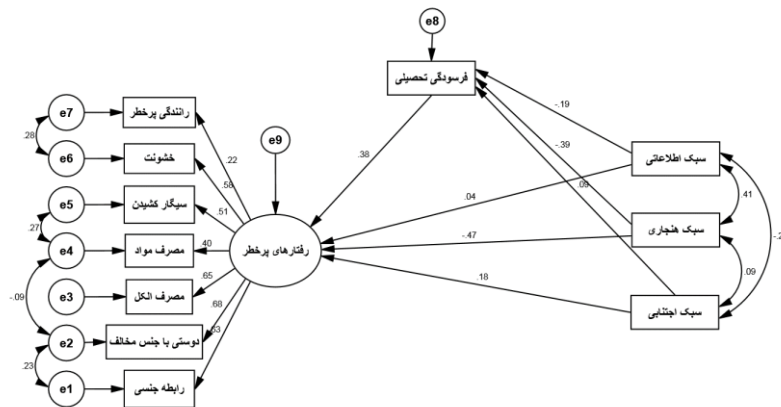 e8
فرسودگی تحصیلی
e7
رانندگی پرخطر
.28
e6
خشونت
e9
.22
.58
e5
سیگار کشیدن
.51
.27
e4
مصرف مواد
.40
رفتارهای پرخطر
e3
مصرف الکل
.65
-.09
e2
دوستی با جنس مخالف
.68
.23
e1
رابطه جنسی
.38
-.19
-.39
.09
سبک اطلاعاتی
.04
.41
سبک هنجاری
-.47
.09
.18
سبک اجتنابی